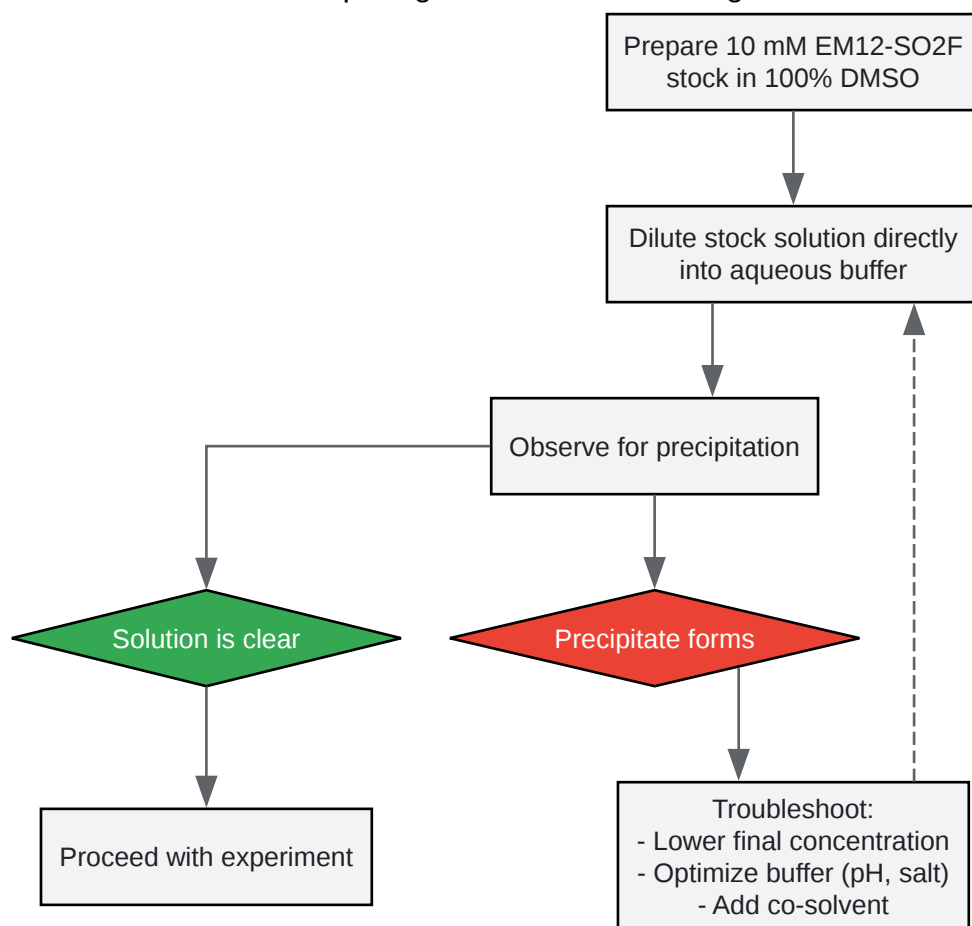 Prepare 10 mM EM12-SO2F
stock in 100% DMSO
Dilute stock solution directly
into aqueous buffer
Observe for precipitation
Solution is clear
Precipitate forms
Proceed with experiment
Troubleshoot:
- Lower final concentration
- Optimize buffer (pH, salt)
- Add co-solvent